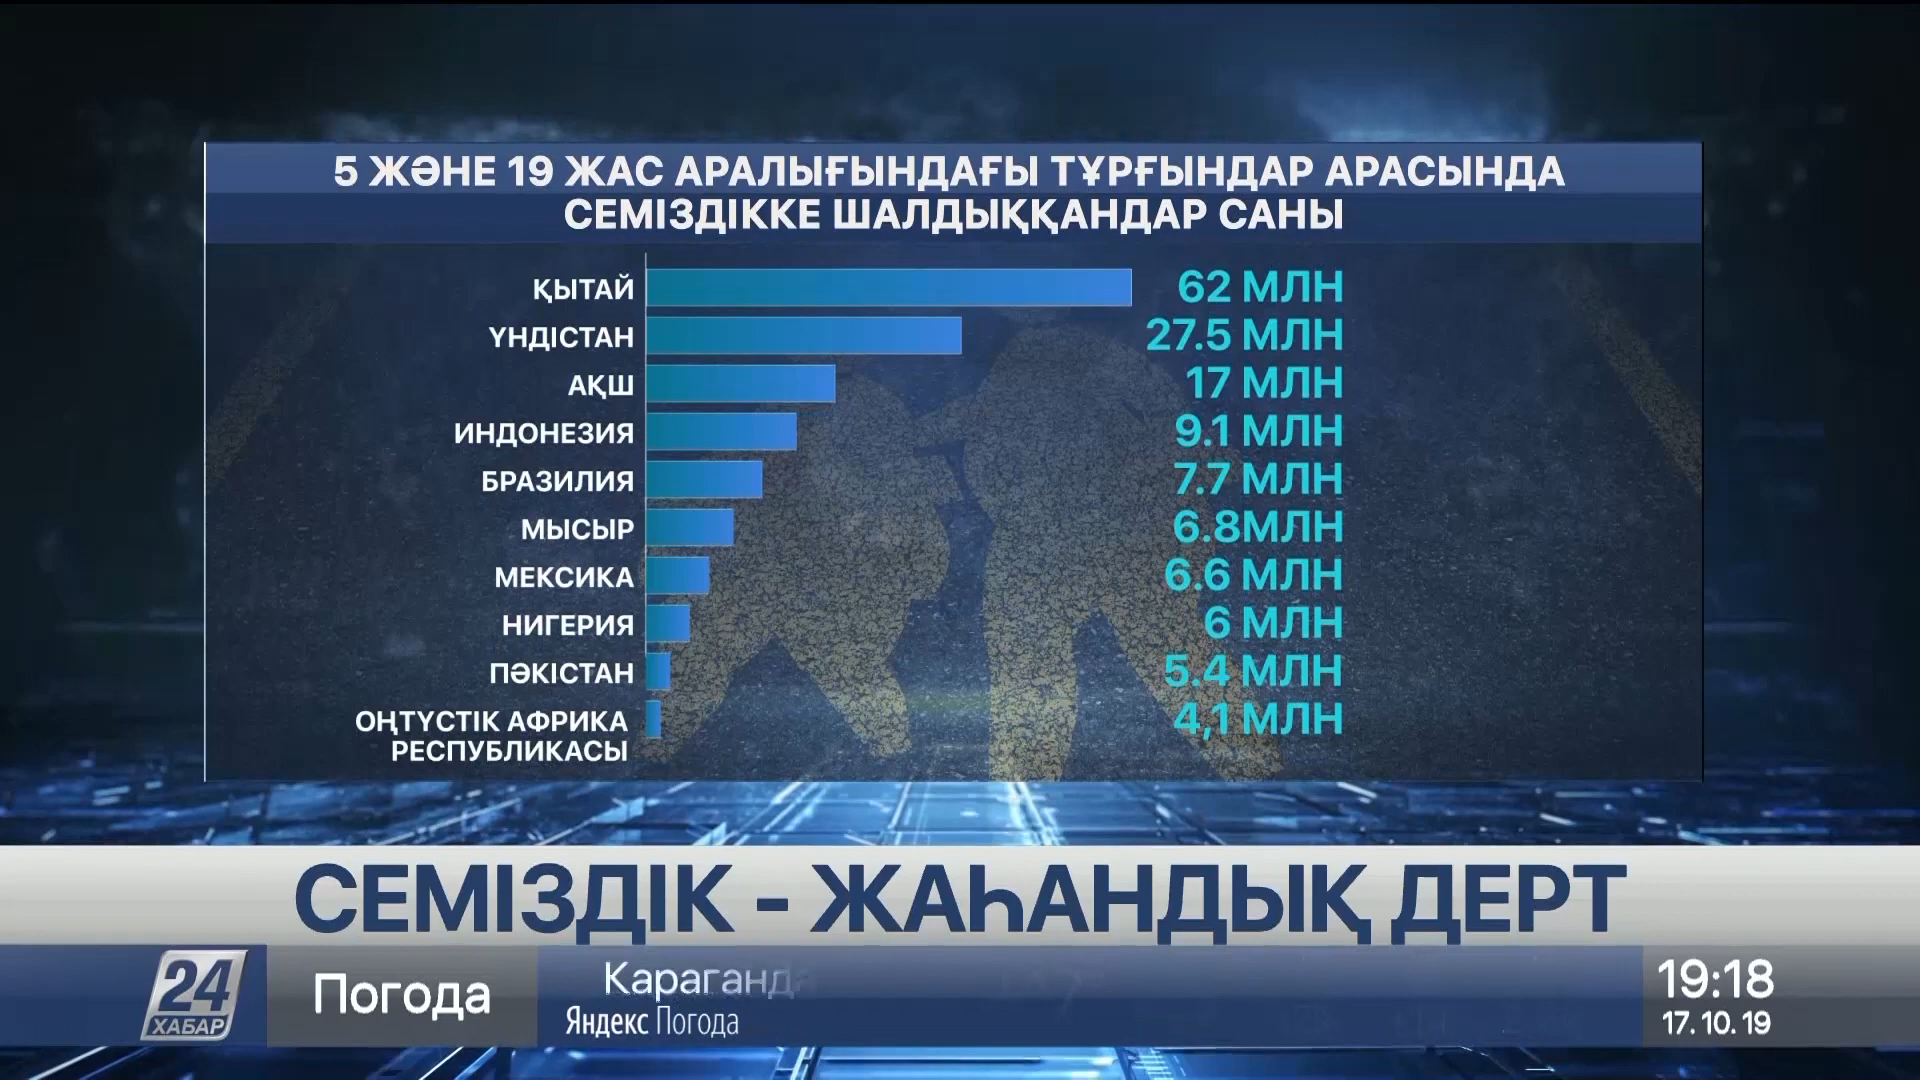 5 ЖӘНЕ 19 ЖАС АРАЛЫҒЫНДАҒЫ ТҰРҒЫНДАР АРАСЫНДА
СЕМІЗДІККЕ ШАЛДЫҚҚАНДАР САНЫ
ҚЫТАЙ 62 МЛН
ҮНДІСТАН 27.5 МЛН
АҚШ 17 МЛН
ИНДОНЕЗИЯ 9.1 МЛН
БРАЗИЛИЯ 7.7 МЛН
МЫСЫР 6.8МЛН
МЕКСИКА 6.6 МЛН
НИГЕРИЯ 6 МЛН
ПӘКІСТАН 5.4 МЛН
ОҢТҮСТІК АФРИКА 4,1 МЛН
РЕСПУБЛИКАСЫ
СЕМІЗДІК - ЖАҺАНДЫҚ ДЕРТ
24
ХАБАР
Погода
Караганда
Яндекс Погода
19:18
17. 10. 19